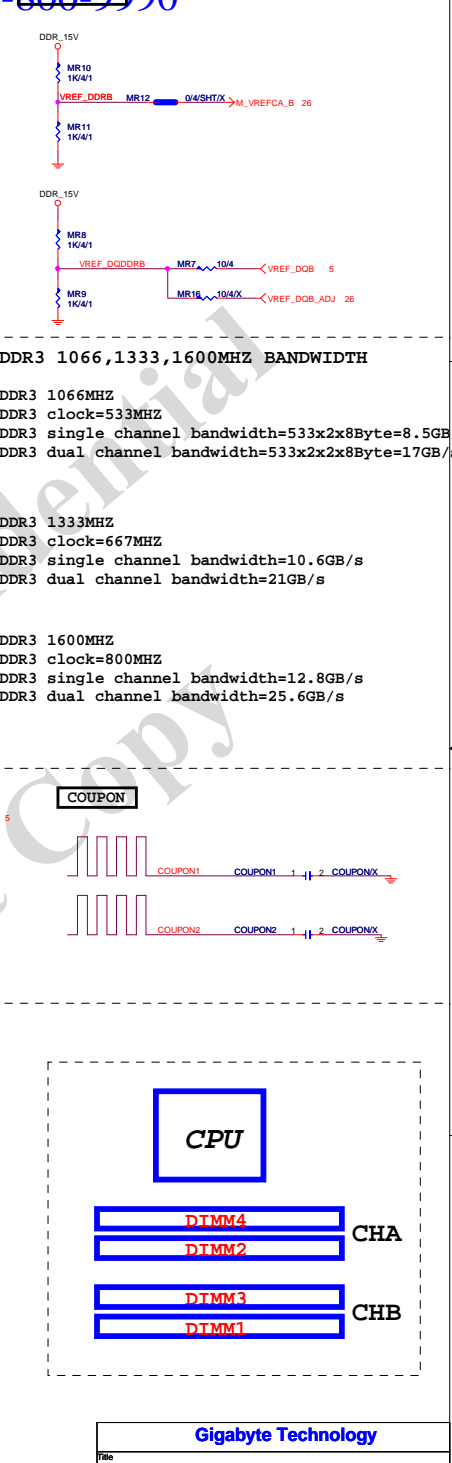 DDR_15V
MR10
1K/4/1
VREF_DDRB MR12 0/4/SHT/X M_VREFCA_B 26
MR11
1K/4/1
DDR_15V
MR8
1K/4/1
VREF_DQDDRB MR7 10/4 VREF_DQB 5
MR9
1K/4/1
MR16 10/4/X VREF_DQB_ADJ 26
DDR3 1066,1333,1600MHZ BANDWIDTH
DDR3 1066MHZ
DDR3 clock=533MHZ
DDR3 single channel bandwidth=533x2x8Byte=8.5GB
DDR3 dual channel bandwidth=533x2x2x8Byte=17GB/
DDR3 1333MHZ
DDR3 clock=667MHZ
DDR3 single channel bandwidth=10.6GB/s
DDR3 dual channel bandwidth=21GB/s
DDR3 1600MHZ
DDR3 clock=800MHZ
DDR3 single channel bandwidth=12.8GB/s
DDR3 dual channel bandwidth=25.6GB/s
COUPON
5
COUPON1 COUPON1 1 2 COUPON/X
COUPON2 COUPON2 1 2 COUPON/X
CPU
DIMM4
DIMM2
CHA
DIMM3
DIMM1
CHB
Gigabyte Technology
Title
Copy